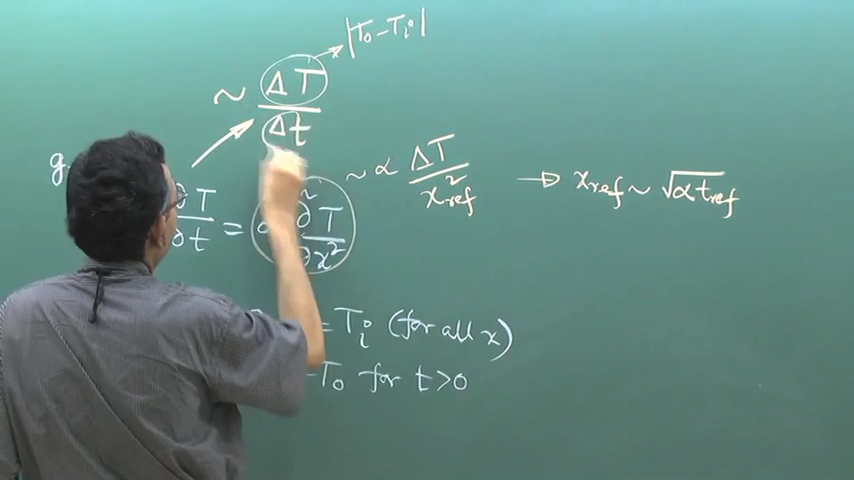 |T₀ - Tᵢ|
~ ΔT / Δt
g.
∂T / ∂t = ∂²T / ∂x² ~ α ΔT / x²ref → xref ~ √(α tref)
= Tᵢ (for all x)
T₀ for t>0